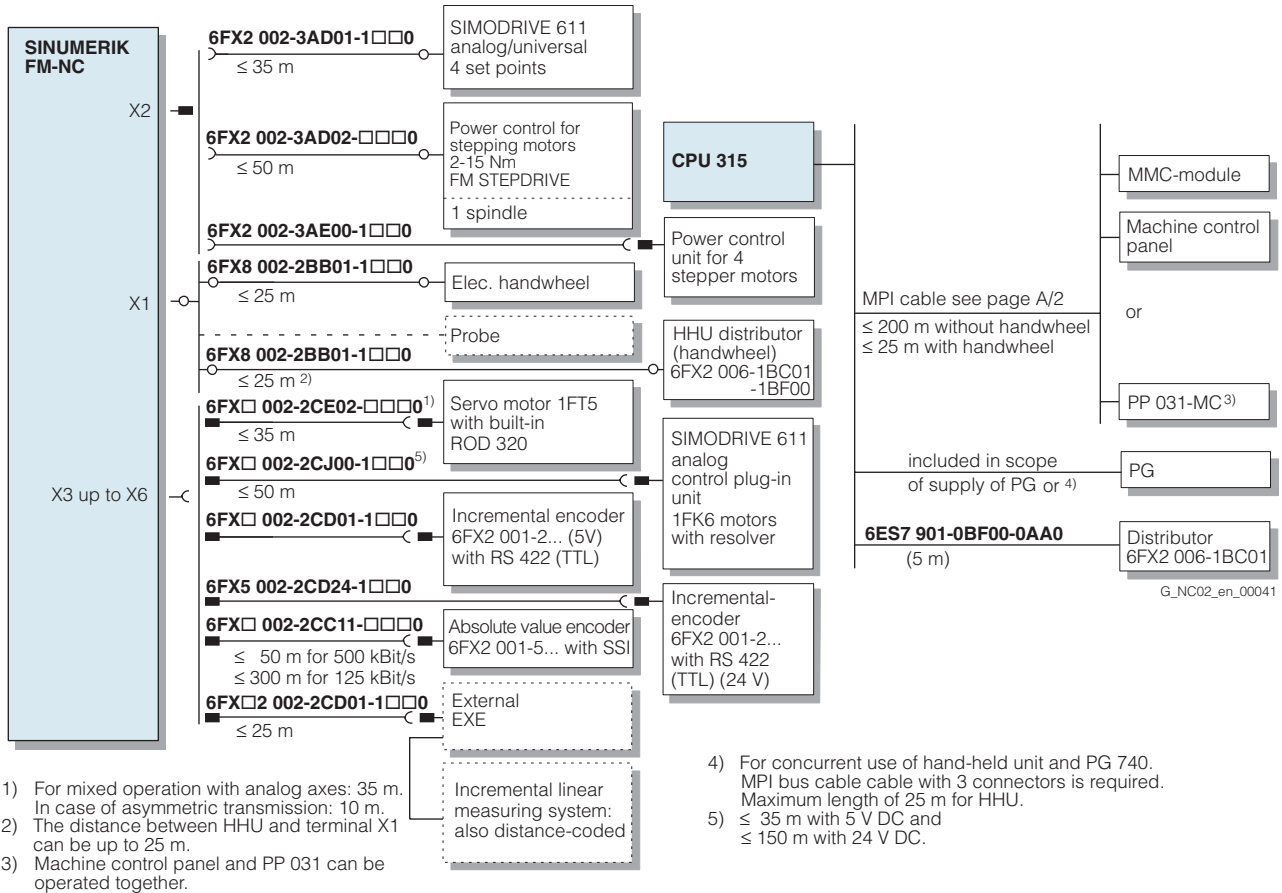 SINUMERIK
FM-NC
X2
X1
X3 up to X6
6FX2 002-3AD01-1□□0
≤ 35 m
SIMODRIVE 611
analog/universal
4 set points
6FX2 002-3AD02-□□□0
≤ 50 m
Power control for
stepping motors
2-15 Nm
FM STEPDRIVE
1 spindle
6FX2 002-3AE00-1□□0
Power control
unit for 4
stepper motors
6FX8 002-2BB01-1□□0
≤ 25 m
Elec. handwheel
Probe
6FX8 002-2BB01-1□□0
≤ 25 m 2)
HHU distributor
(handwheel)
6FX2 006-1BC01
-1BF00
6FX□ 002-2CE02-□□□0 1)
≤ 35 m
Servo motor 1FT5
with built-in
ROD 320
6FX□ 002-2CJ00-1□□0 5)
≤ 50 m
SIMODRIVE 611
analog
control plug-in
unit
1FK6 motors
with resolver
6FX□ 002-2CD01-1□□0
Incremental encoder
6FX2 001-2... (5V)
with RS 422 (TTL)
6FX5 002-2CD24-1□□0
Incremental-
encoder
6FX2 001-2...
with RS 422
(TTL) (24 V)
6FX□ 002-2CC11-□□□0
≤ 50 m for 500 kBit/s
≤ 300 m for 125 kBit/s
Absolute value encoder
6FX2 001-5... with SSI
6FX□2 002-2CD01-1□□0
≤ 25 m
External
EXE
Incremental linear
measuring system:
also distance-coded
CPU 315
MPI cable see page A/2
≤ 200 m without handwheel
≤ 25 m with handwheel
MMC-module
Machine control
panel
or
PP 031-MC 3)
included in scope
of supply of PG or 4)
PG
6ES7 901-0BF00-0AA0
(5 m)
Distributor
6FX2 006-1BC01
G_NC02_en_00041
1) For mixed operation with analog axes: 35 m.
In case of asymmetric transmission: 10 m.
2) The distance between HHU and terminal X1
can be up to 25 m.
3) Machine control panel and PP 031 can be
operated together.
4) For concurrent use of hand-held unit and PG 740.
MPI bus cable cable with 3 connectors is required.
Maximum length of 25 m for HHU.
5) ≤ 35 m with 5 V DC and
≤ 150 m with 24 V DC.